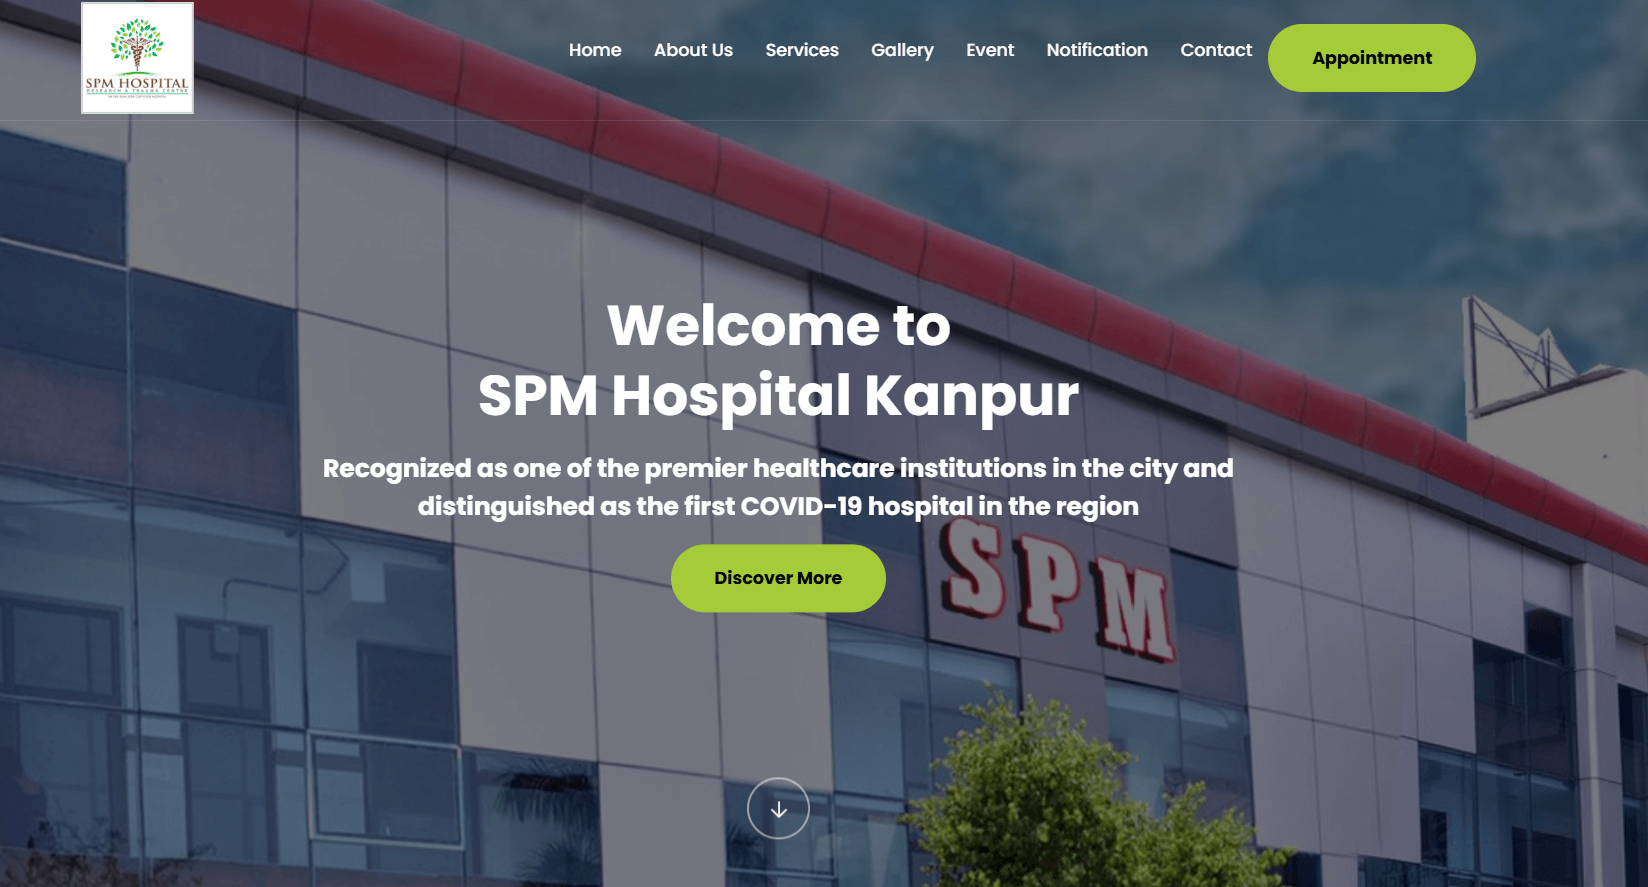 SPM HOSPITAL
RESEARCH & TRAUMA CENTRE
Home About Us Services Gallery Event Notification Contact Appointment
Welcome to
SPM Hospital Kanpur
Recognized as one of the premier healthcare institutions in the city and
distinguished as the first COVID-19 hospital in the region
Discover More
SPM